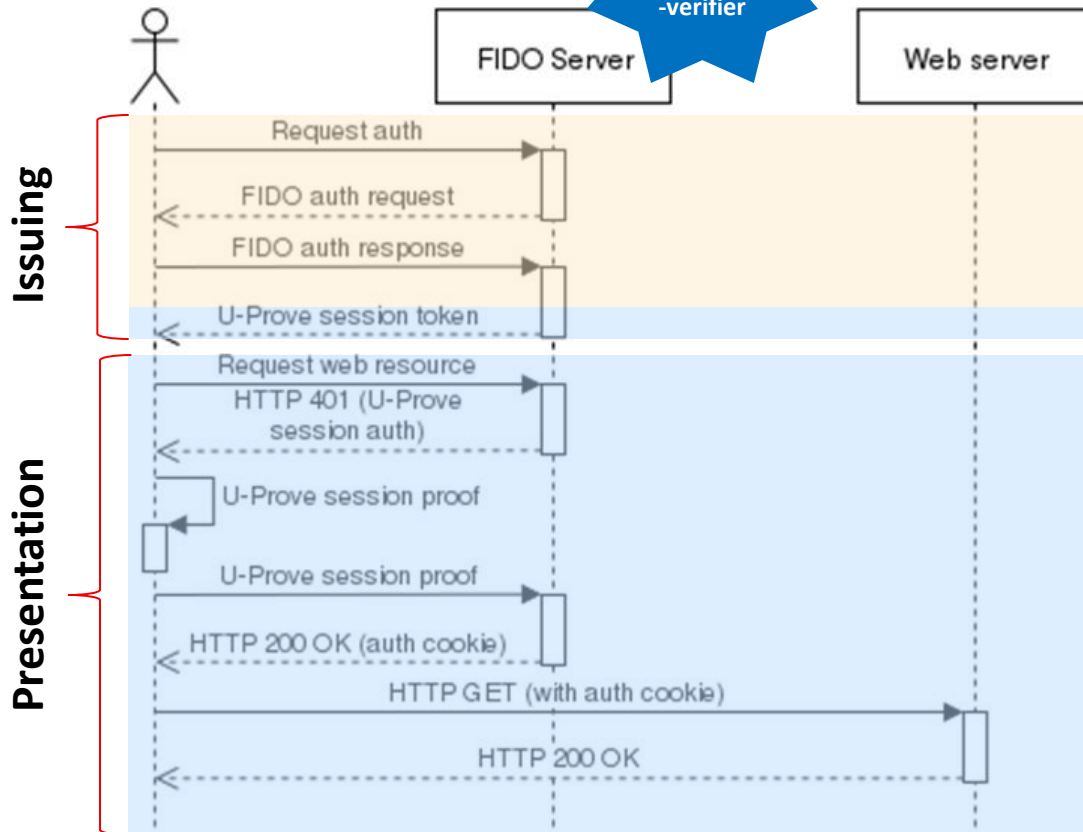 -verifier
FIDO Server
Web server
Issuing
Request auth
FIDO auth request
FIDO auth response
U-Prove session token
Presentation
Request web resource
HTTP 401 (U-Prove
session auth)
U-Prove session proof
U-Prove session proof
HTTP 200 OK (auth cookie)
HTTP GET (with auth cookie)
HTTP 200 OK